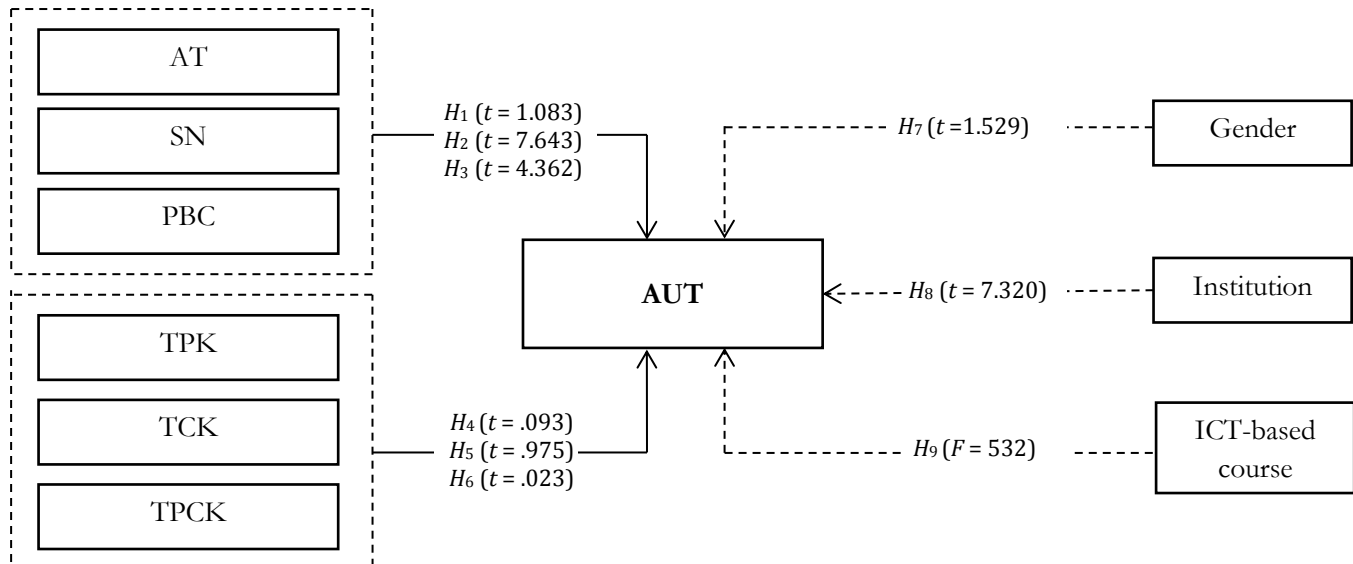 AT
SN
PBC
H₁ (t = 1.083)
H₂ (t = 7.643)
H₃ (t = 4.362)
TPK
TCK
TPCK
H₄ (t = .093)
H₅ (t = .975)
H₆ (t = .023)
AUT
H₇ (t =1.529)
Gender
H₈ (t = 7.320)
Institution
H₉ (F = 532)
ICT-based
course